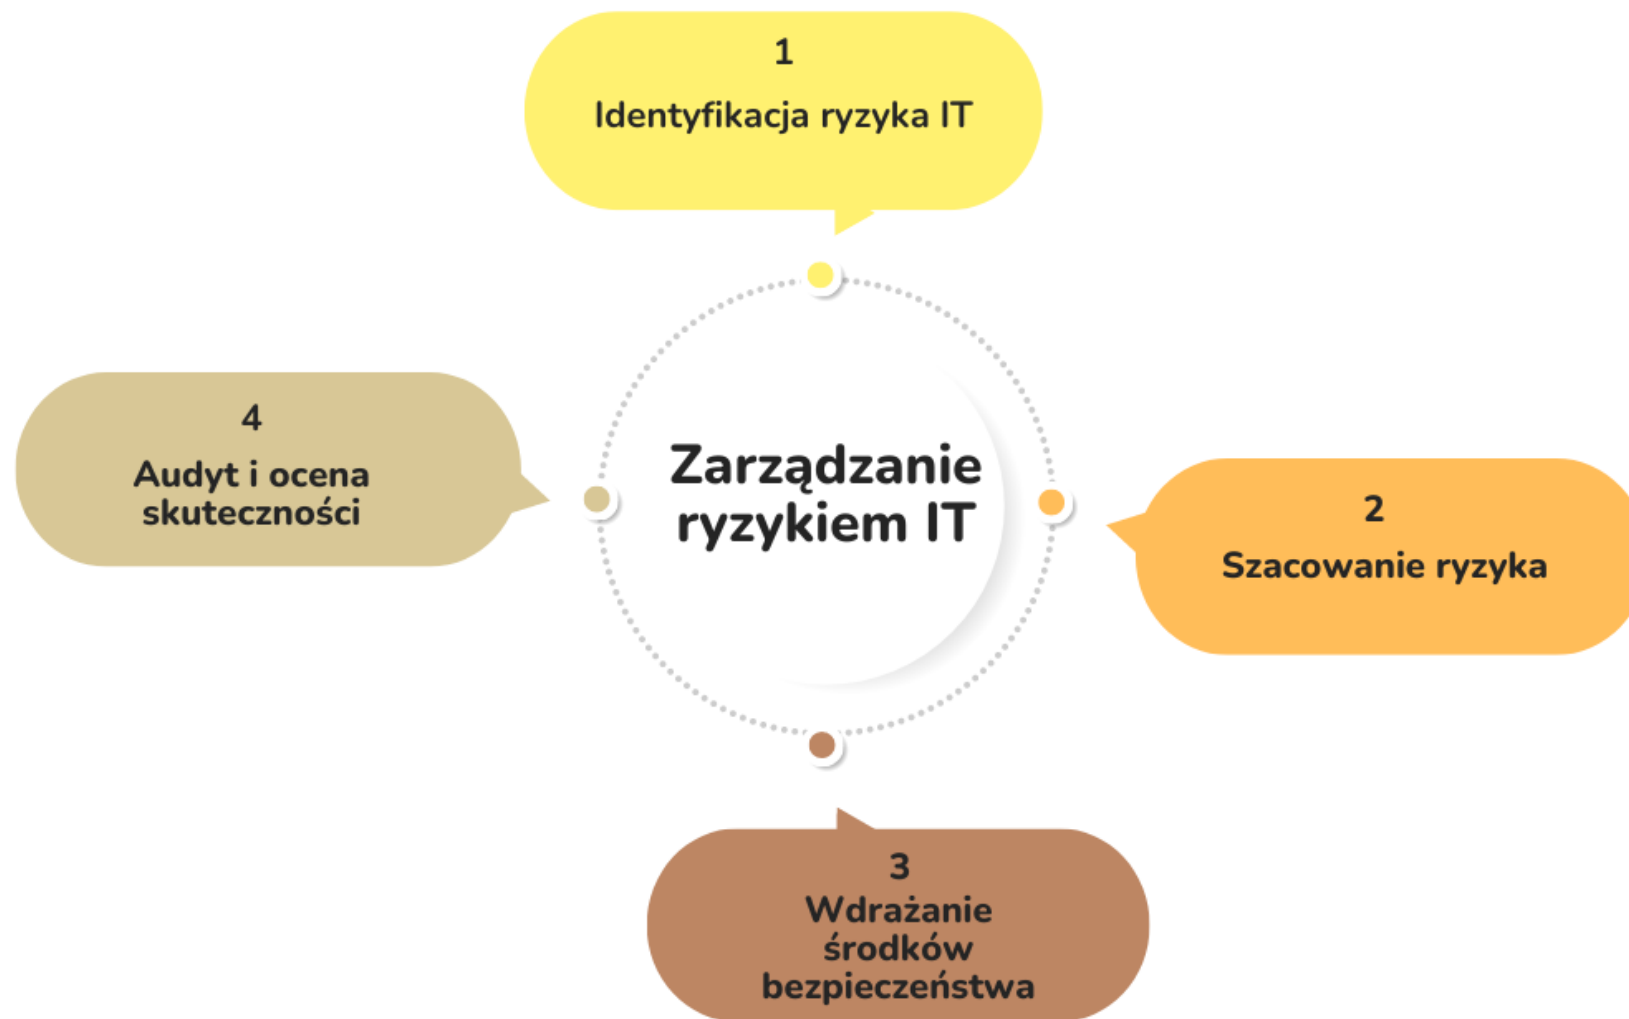 1
Identyfikacja ryzyka IT
Zarządzanie
ryzykiem IT
2
Szacowanie ryzyka
3
Wdrażanie
środków
bezpieczeństwa
4
Audyt i ocena
skuteczności